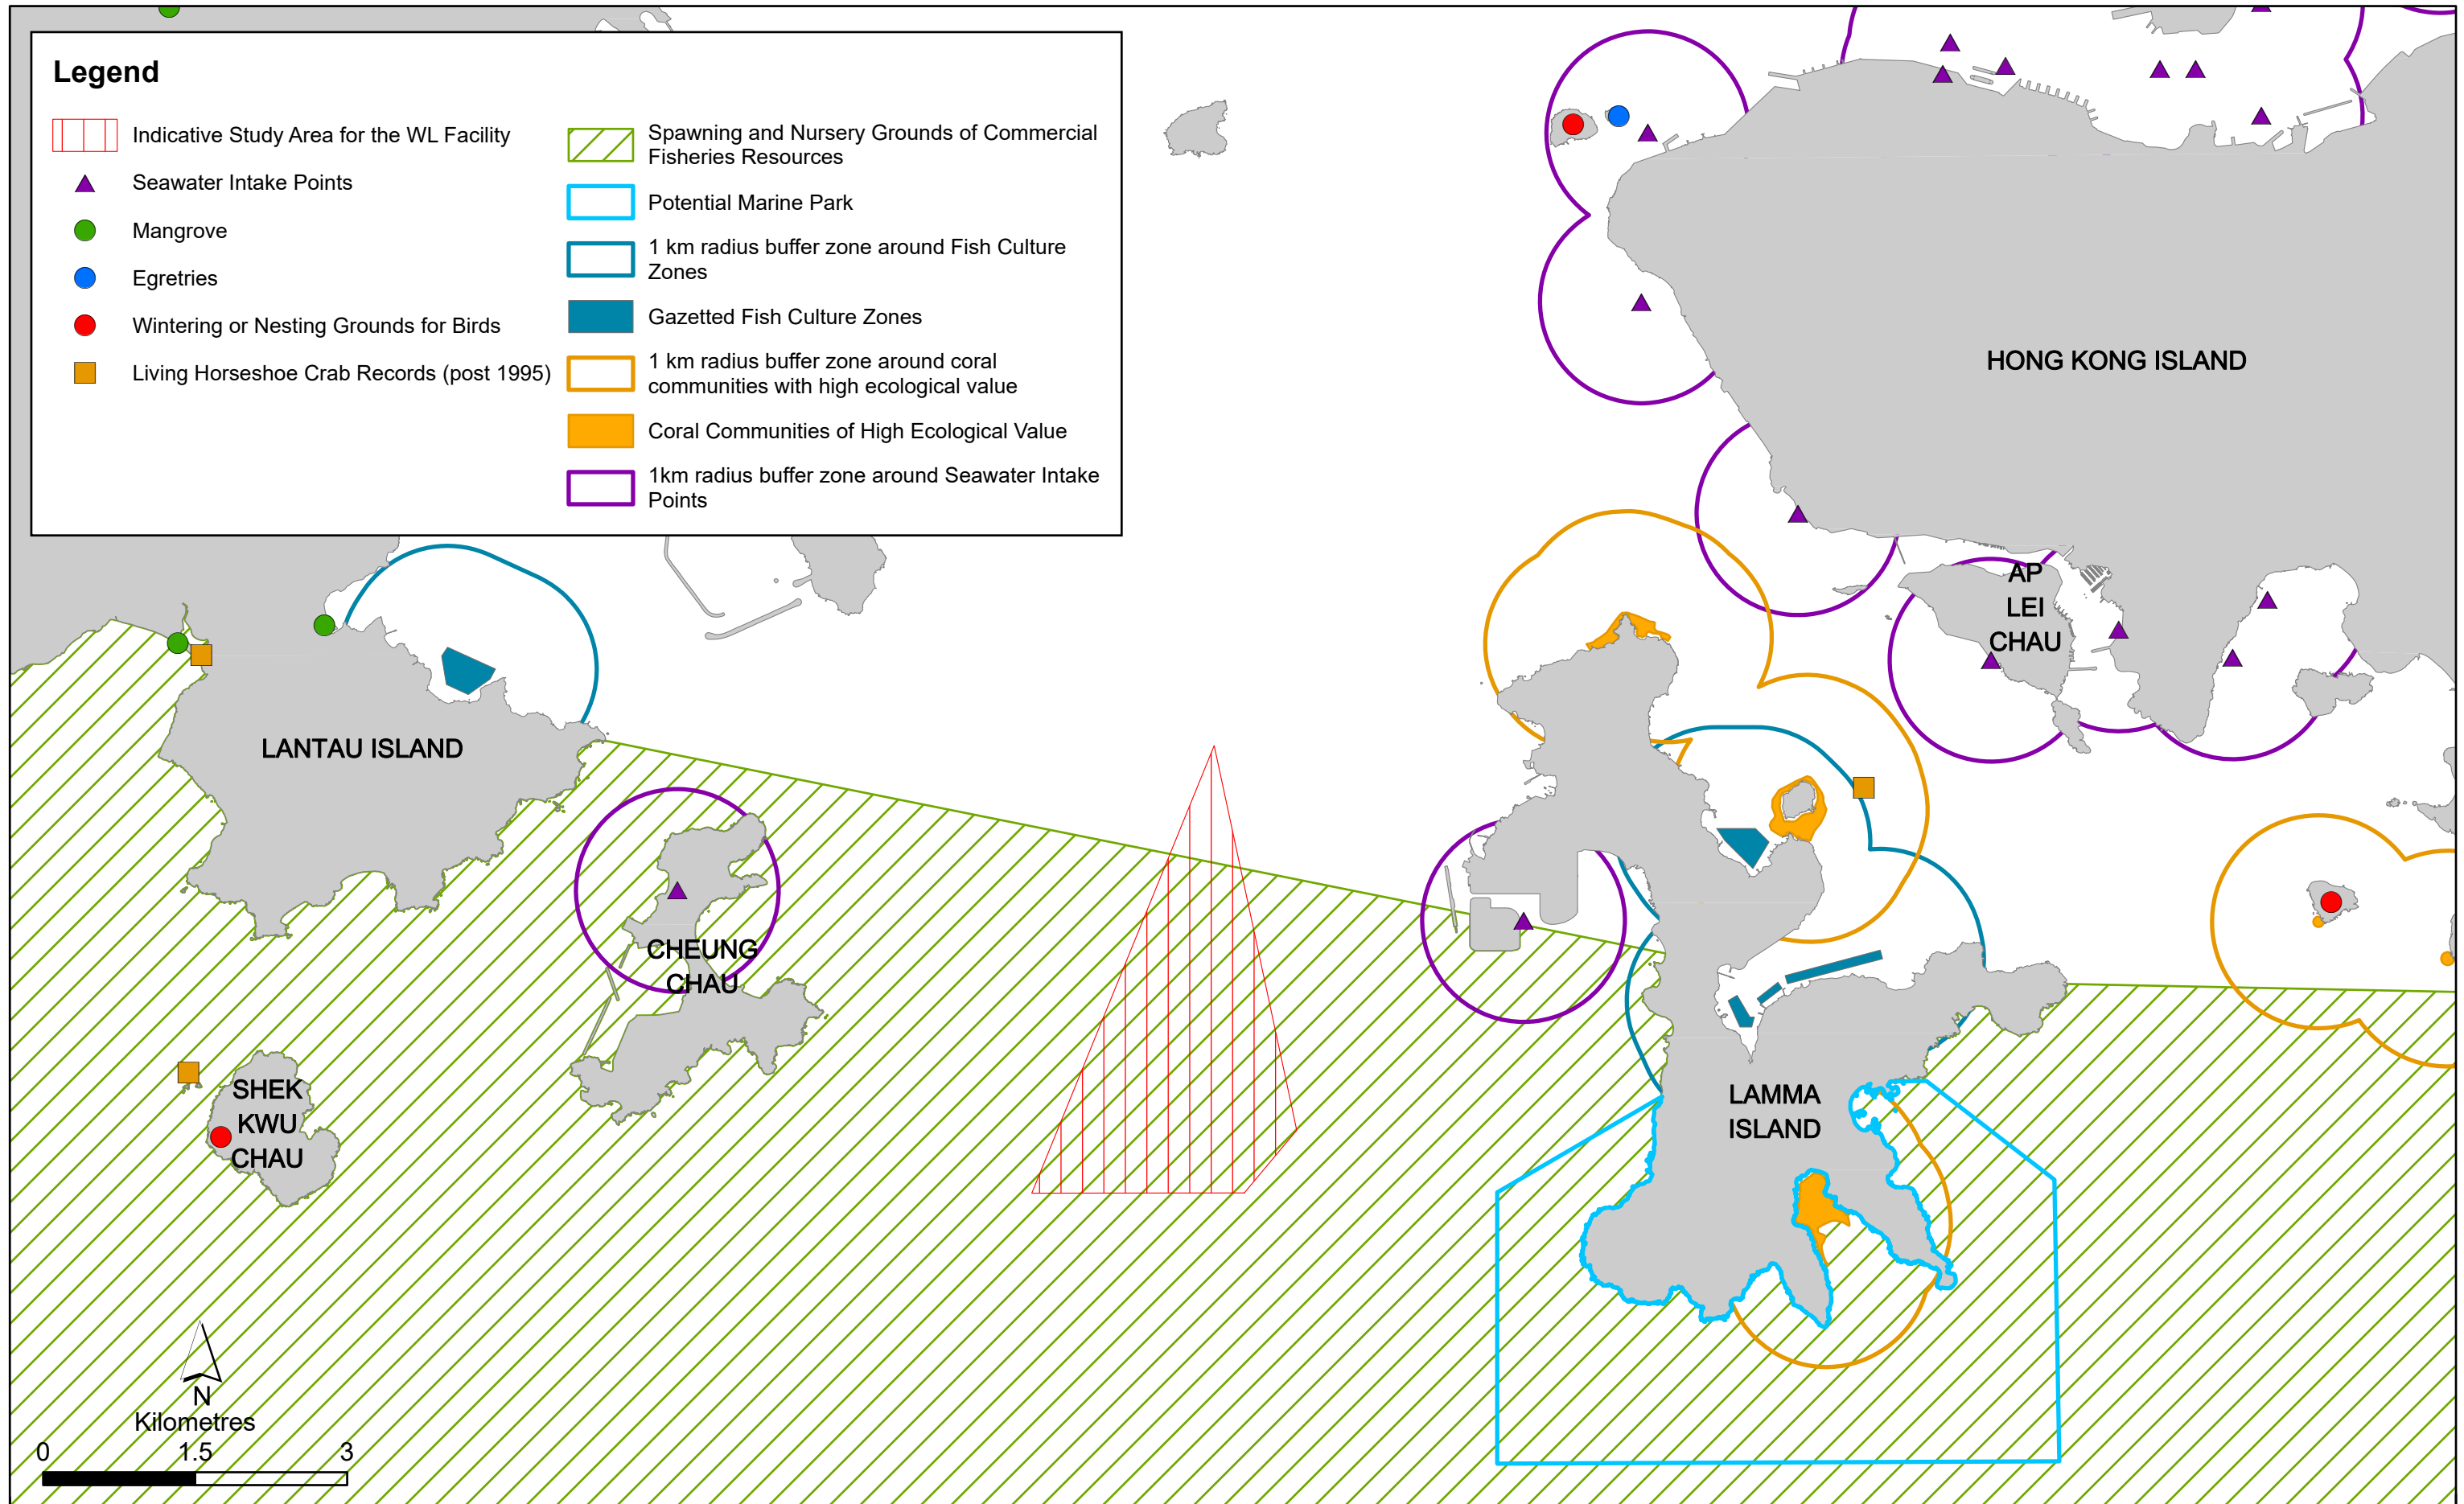 Legend
Indicative Study Area for the WL Facility
Seawater Intake Points
Mangrove
Egretries
Wintering or Nesting Grounds for Birds
Living Horseshoe Crab Records (post 1995)
Spawning and Nursery Grounds of Commercial
Fisheries Resources
Potential Marine Park
1 km radius buffer zone around Fish Culture
Zones
Gazetted Fish Culture Zones
1 km radius buffer zone around coral
communities with high ecological value
Coral Communities of High Ecological Value
1km radius buffer zone around Seawater Intake
Points
HONG KONG ISLAND
AP
LEI
CHAU
LANTAU ISLAND
CHEUNG
CHAU
SHEK
KWU
CHAU
LAMMA
ISLAND
N
Kilometres
0 1.5 3